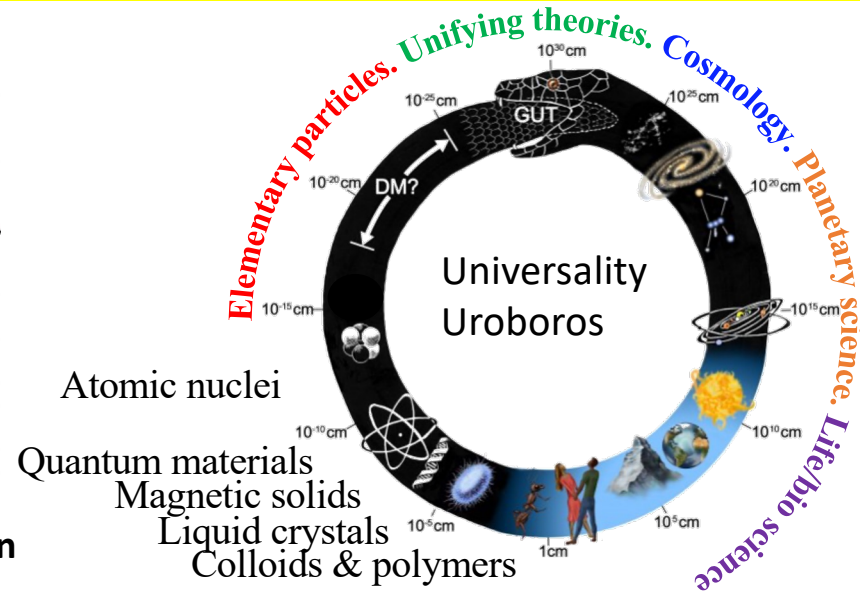 Elementary particles. Unifying theories. Cosmology. Planetary science. Life/bio science
10³⁰cm
10²⁵cm
10²⁰cm
10¹⁵cm
10¹⁰cm
10⁵cm
1cm
10⁻⁵cm
10⁻¹⁰cm
10⁻¹⁵cm
10⁻²⁰cm
10⁻²⁵cm
GUT
DM?
Universality
Uroboros
Atomic nuclei
Quantum materials
Magnetic solids
Liquid crystals
Colloids & polymers